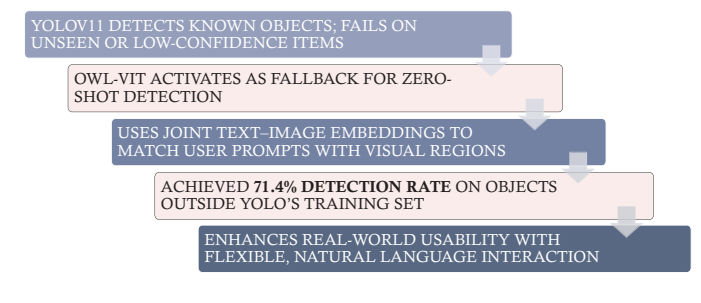 YOLOV11 DETECTS KNOWN OBJECTS; FAILS ON
UNSEEN OR LOW-CONFIDENCE ITEMS
OWL-VIT ACTIVATES AS FALLBACK FOR ZERO-
SHOT DETECTION
USES JOINT TEXT–IMAGE EMBEDDINGS TO
MATCH USER PROMPTS WITH VISUAL REGIONS
ACHIEVED 71.4% DETECTION RATE ON OBJECTS
OUTSIDE YOLO'S TRAINING SET
ENHANCES REAL-WORLD USABILITY WITH
FLEXIBLE, NATURAL LANGUAGE INTERACTION